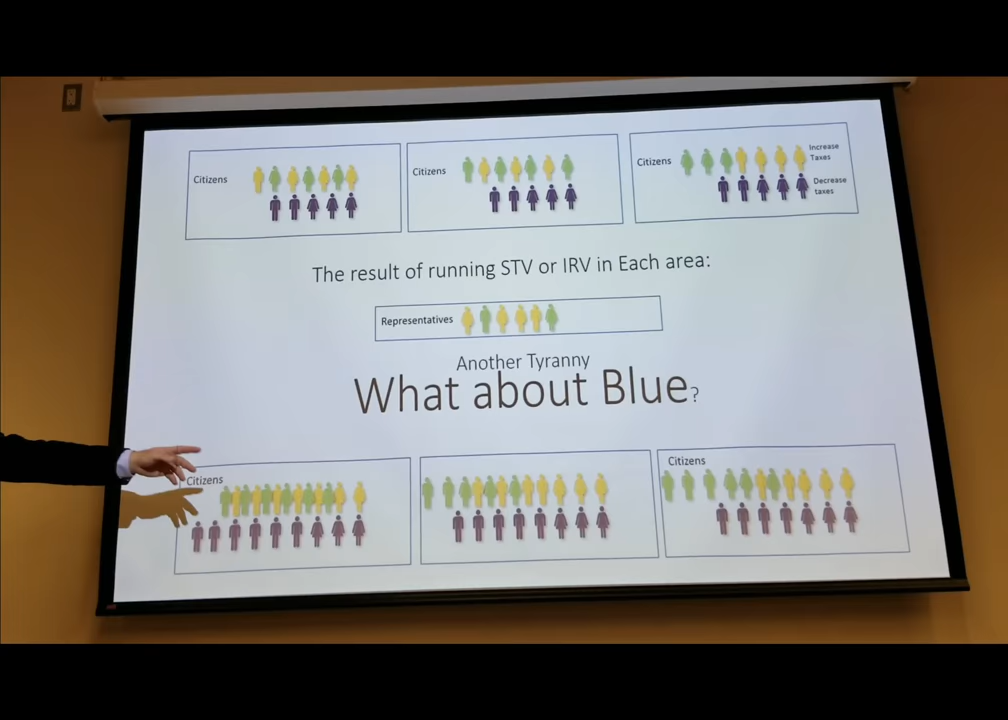 Citizens
Citizens
Citizens
Increase
Taxes
Decrease
taxes
The result of running STV or IRV in Each area:
Representatives
Another Tyranny
What about Blue?
Citizens
Citizens